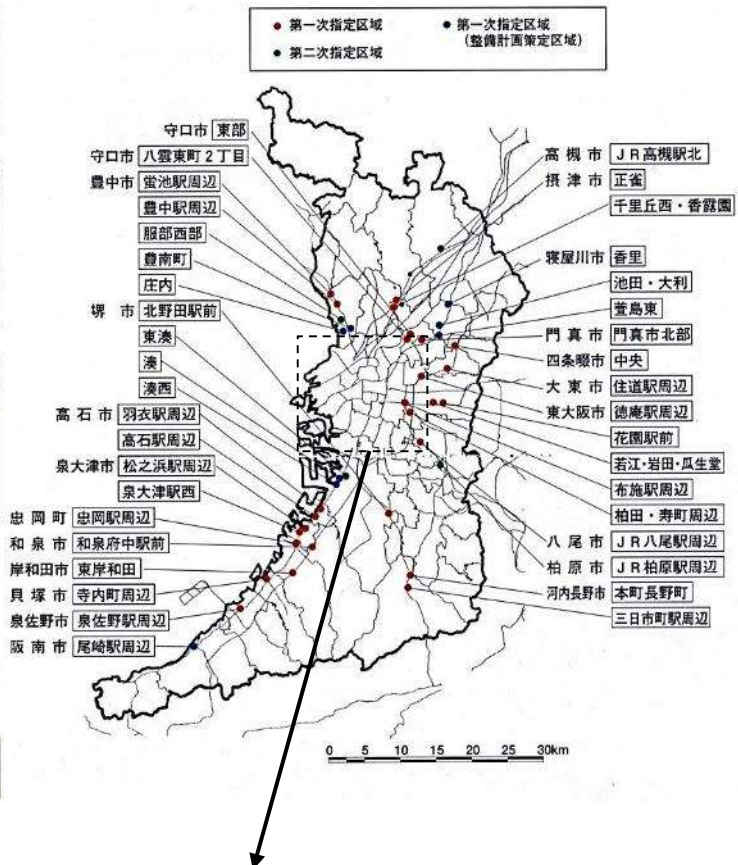 ● 第一次指定区域
● 第二次指定区域
● 第一次指定区域
(整備計画策定区域)
守口市 東部
守口市 八雲東町2丁目
豊中市 蛍池駅周辺
豊中駅周辺
服部西部
豊南町
庄内
堺市 北野田駅前
東湊
湊
湊西
高石市 羽衣駅周辺
高石駅周辺
泉大津市 松之浜駅周辺
泉大津駅西
忠岡町 忠岡駅周辺
和泉市 和泉府中駅前
岸和田市 東岸和田
貝塚市 寺内町周辺
泉佐野市 泉佐野駅周辺
阪南市 尾崎駅周辺
高槻市 JR高槻駅北
摂津市 正雀
千里丘西・香露園
寝屋川市 香里
池田・大利
萱島東
門真市 門真市北部
四条畷市 中央
大東市 住道駅周辺
東大阪市 徳庵駅周辺
花園駅前
若江・岩田・瓜生堂
布施駅周辺
柏田・寿町周辺
八尾市 JR八尾駅周辺
柏原市 JR柏原駅周辺
河内長野市 本町長野町
三日市町駅周辺
0 5 10 15 20 25 30km